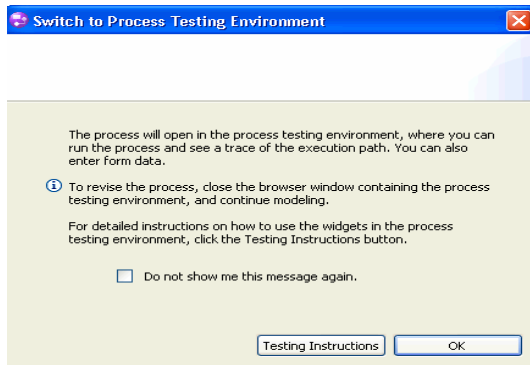 Switch to Process Testing Environment
The process will open in the process testing environment, where you can
run the process and see a trace of the execution path. You can also
enter form data.
To revise the process, close the browser window containing the process
testing environment, and continue modeling.
For detailed instructions on how to use the widgets in the process
testing environment, click the Testing Instructions button.
Do not show me this message again.
Testing Instructions OK